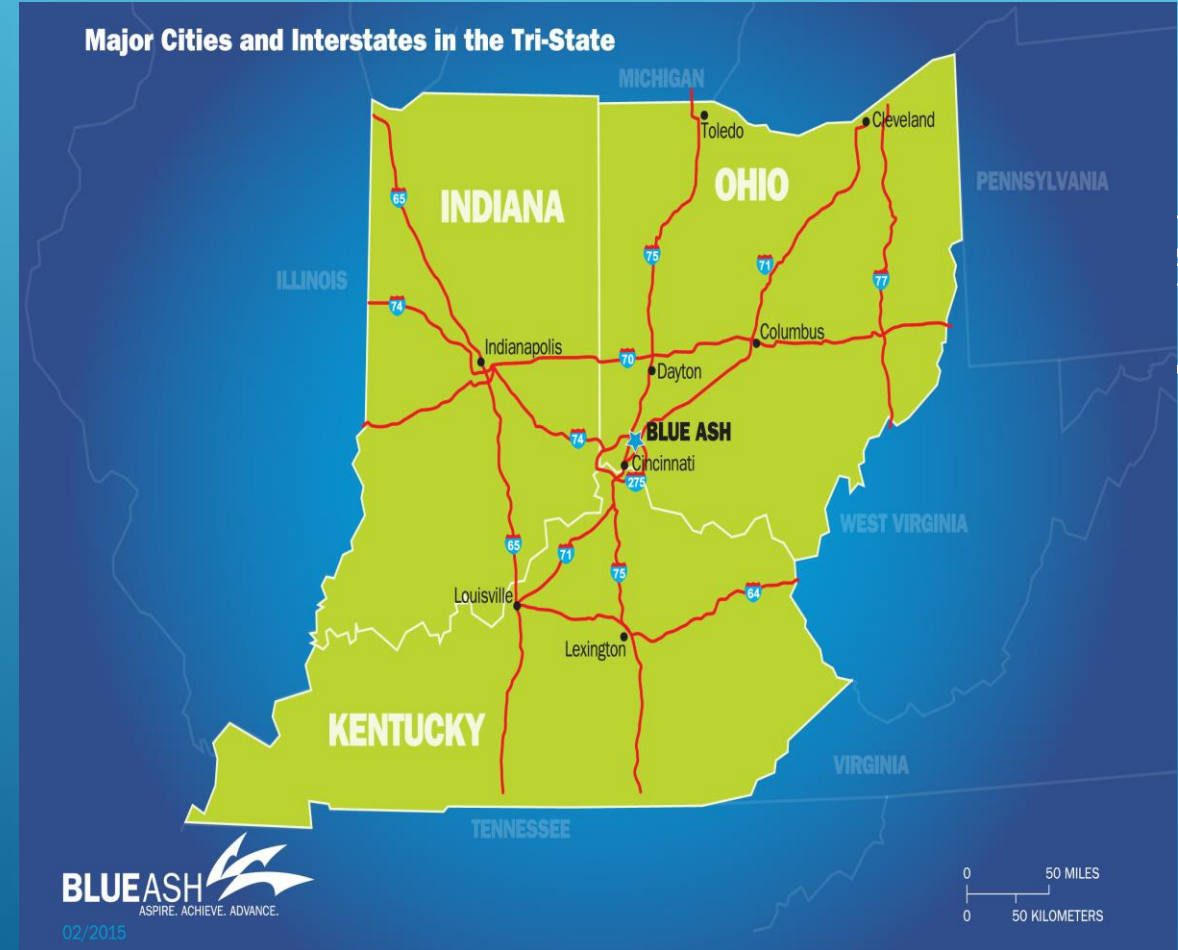 Major Cities and Interstates in the Tri-State
MICHIGAN
Toledo
Cleveland
INDIANA
OHIO
PENNSYLVANIA
65
75
71
77
ILLINOIS
74
Indianapolis
Columbus
70
Dayton
74
BLUE ASH
Cincinnati
275
WEST VIRGINIA
65
71
75
64
Louisville
Lexington
KENTUCKY
VIRGINIA
TENNESSEE
BLUEASH
ASPIRE. ACHIEVE. ADVANCE.
02/2015
0 50 MILES
0 50 KILOMETERS